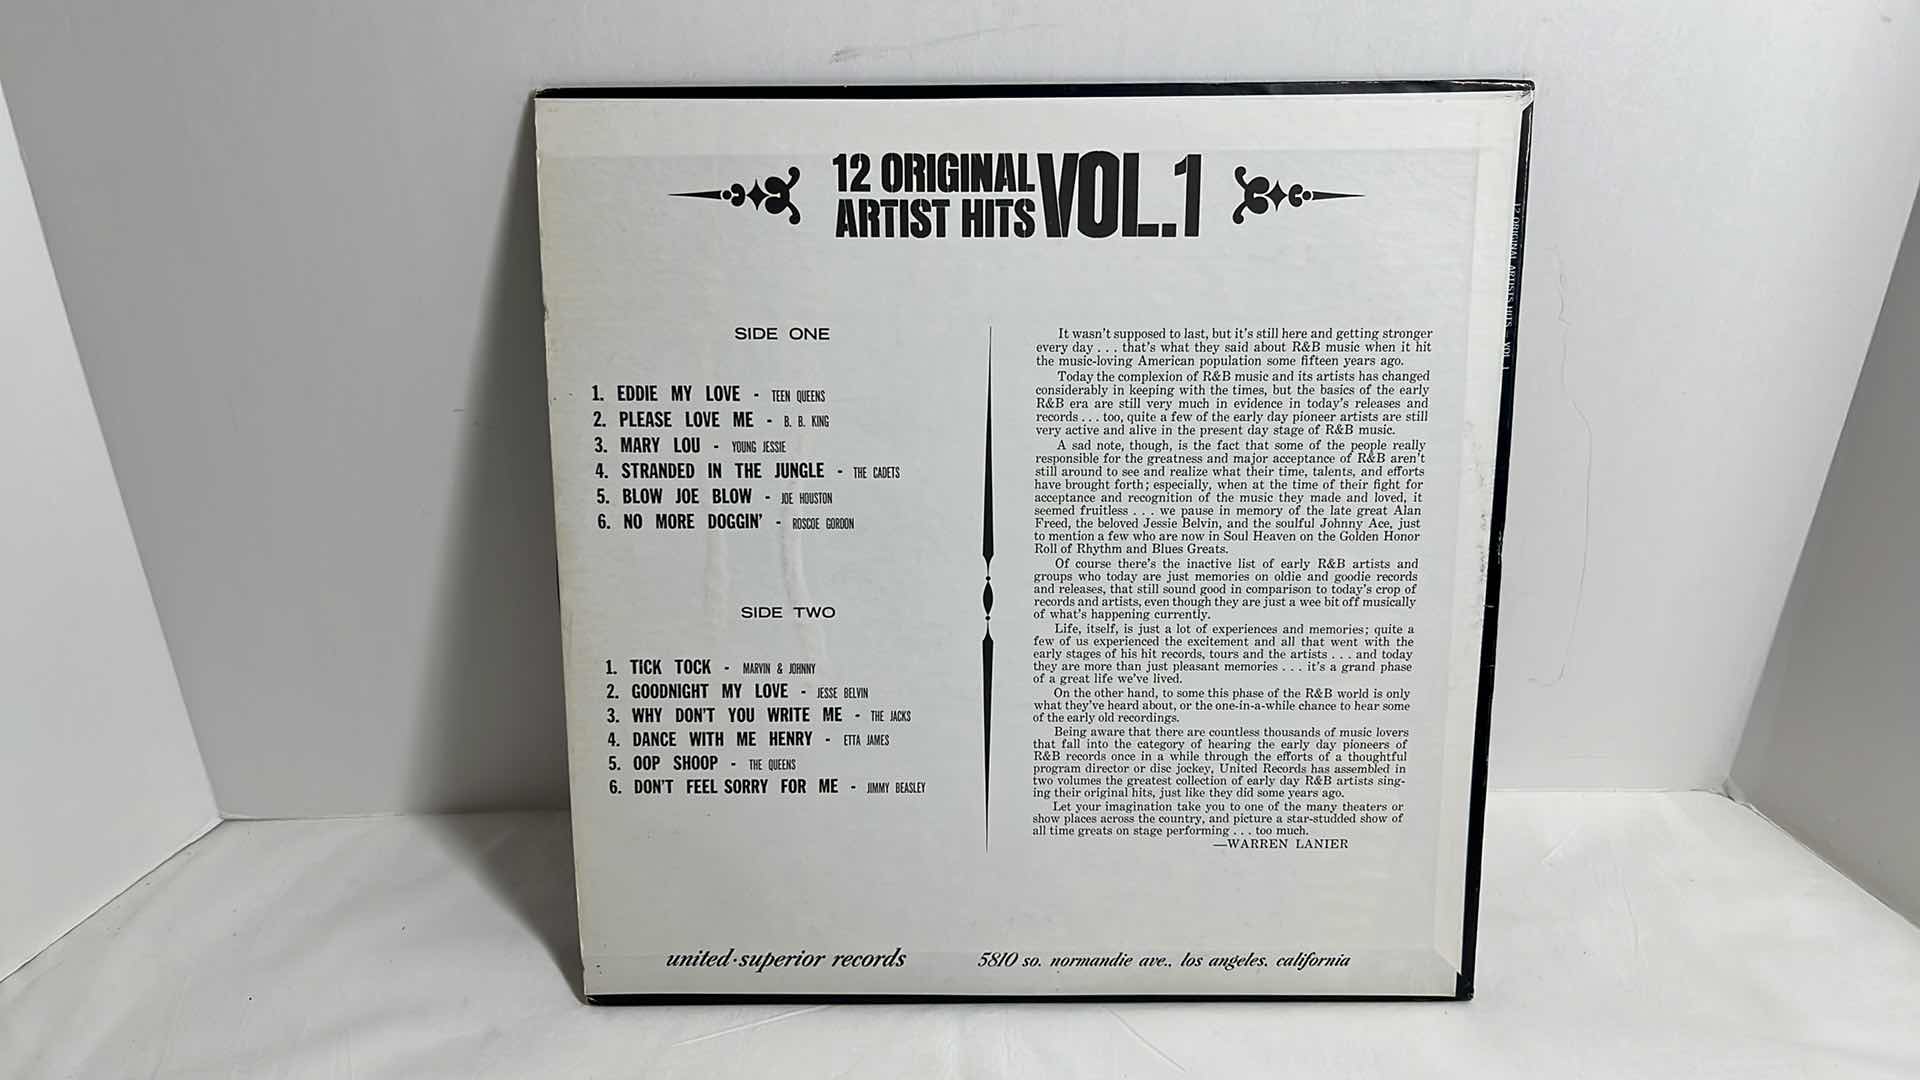 12 ORIGINAL
ARTIST HITS VOL.1
SIDE ONE
1. EDDIE MY LOVE - TEEN QUEENS
2. PLEASE LOVE ME - B. B. KING
3. MARY LOU - YOUNG JESSIE
4. STRANDED IN THE JUNGLE - THE CADETS
5. BLOW JOE BLOW - JOE HOUSTON
6. NO MORE DOGGIN' - ROSCOE GORDON
SIDE TWO
1. TICK TOCK - MARVIN & JOHNNY
2. GOODNIGHT MY LOVE - JESSE BELVIN
3. WHY DON'T YOU WRITE ME - THE JACKS
4. DANCE WITH ME HENRY - ETTA JAMES
5. OOP SHOOP - THE QUEENS
6. DON'T FEEL SORRY FOR ME - JIMMY BEASLEY
It wasn't supposed to last, but it's still here and getting stronger
every day . . . that's what they said about R&B music when it hit
the music-loving American population some fifteen years ago.
Today the complexion of R&B music and its artists has changed
considerably in keeping with the times, but the basics of the early
R&B era are still very much in evidence in today's releases and
records . . . too, quite a few of the early day pioneer artists are still
very active and alive in the present day stage of R&B music.
A sad note, though, is the fact that some of the people really
responsible for the greatness and major acceptance of R&B aren't
still around to see and realize what their time, talents, and efforts
have brought forth; especially, when at the time of their fight for
acceptance and recognition of the music they made and loved, it
seemed fruitless . . . we pause in memory of the late great Alan
Freed, the beloved Jessie Belvin, and the soulful Johnny Ace, just
to mention a few who are now in Soul Heaven on the Golden Honor
Roll of Rhythm and Blues Greats.
Of course there's the inactive list of early R&B artists and
groups who today are just memories on oldie and goodie records
and releases, that still sound good in comparison to today's crop of
records and artists, even though they are just a wee bit off musically
of what's happening currently.
Life, itself, is just a lot of experiences and memories; quite a
few of us experienced the excitement and all that went with the
early stages of his hit records, tours and the artists . . . and today
they are more than just pleasant memories . . . it's a grand phase
of a great life we've lived.
On the other hand, to some this phase of the R&B world is only
what they've heard about, or the one-in-a-while chance to hear some
of the early old recordings.
Being aware that there are countless thousands of music lovers
that fall into the category of hearing the early day pioneers of
R&B records once in a while through the efforts of a thoughtful
program director or disc jockey, United Records has assembled in
two volumes the greatest collection of early day R&B artists sing-
ing their original hits, just like they did some years ago.
Let your imagination take you to one of the many theaters or
show places across the country, and picture a star-studded show of
all time greats on stage performing . . . too much.
—WARREN LANIER
united·superior records
5810 so. normandie ave., los angeles. california
12 ORIGINAL ARTISTS HITS - VOL. 1